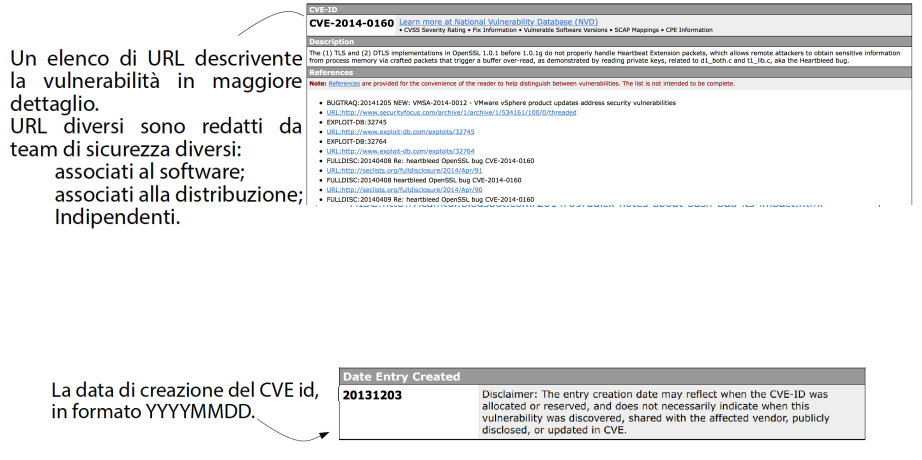 CVE-ID
CVE-2014-0160 Learn more at National Vulnerability Database (NVD)
• CVSS Severity Rating • Fix Information • Vulnerable Software Versions • SCAP Mappings • CPE Information
Description
The (1) TLS and (2) DTLS implementations in OpenSSL 1.0.1 before 1.0.1g do not properly handle Heartbeat Extension packets, which allows remote attackers to obtain sensitive information
from process memory via crafted packets that trigger a buffer over-read, as demonstrated by reading private keys, related to d1_both.c and t1_lib.c, aka the Heartbleed bug.
References
Note: References are provided for the convenience of the reader to help distinguish between vulnerabilities. The list is not intended to be complete.
• BUGTRAQ:20141205 NEW: VMSA-2014-0012 - VMware vSphere product updates address security vulnerabilities
• URL:http://www.securityfocus.com/archive/1/archive/1/534161/100/0/threaded
• EXPLOIT-DB:32745
• URL:http://www.exploit-db.com/exploits/32745
• EXPLOIT-DB:32764
• URL:http://www.exploit-db.com/exploits/32764
• FULLDISC:20140408 Re: heartbleed OpenSSL bug CVE-2014-0160
• URL:http://seclists.org/fulldisclosure/2014/Apr/91
• FULLDISC:20140408 heartbleed OpenSSL bug CVE-2014-0160
• URL:http://seclists.org/fulldisclosure/2014/Apr/90
• FULLDISC:20140409 Re: heartbleed OpenSSL bug CVE-2014-0160
Un elenco di URL descrivente
la vulnerabilità in maggiore
dettaglio.
URL diversi sono redatti da
team di sicurezza diversi:
associati al software;
associati alla distribuzione;
Indipendenti.
La data di creazione del CVE id,
in formato YYYYMMDD.
Date Entry Created
20131203
Disclaimer: The entry creation date may reflect when the CVE-ID was
allocated or reserved, and does not necessarily indicate when this
vulnerability was discovered, shared with the affected vendor, publicly
disclosed, or updated in CVE.